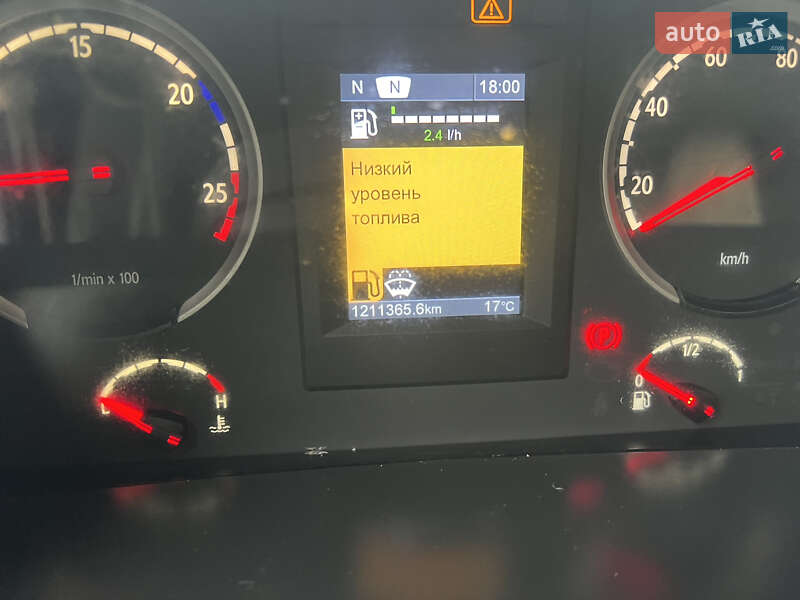 auto RIA
15
20
25
1/min x 100
H
N N 18:00
2.4 l/h
Низкий
уровень
топлива
1211365.6km 17°C
20
40
60
80
km/h
P
0 1/2 1